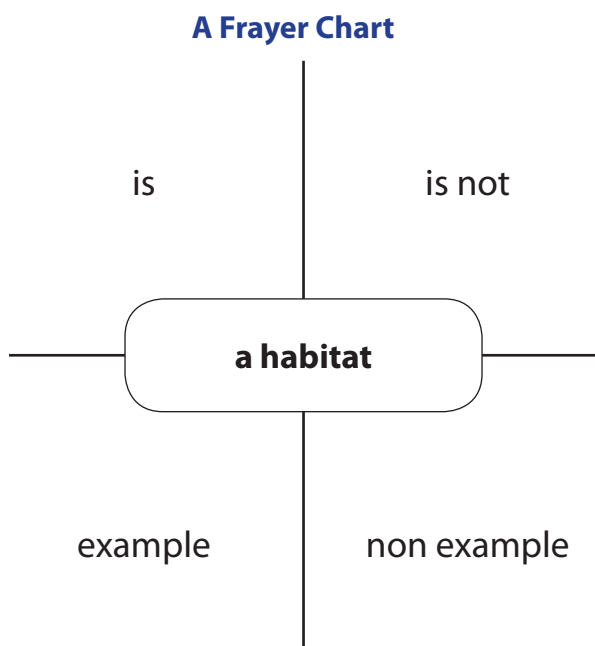 A Frayer Chart
is
is not
a habitat
example
non example